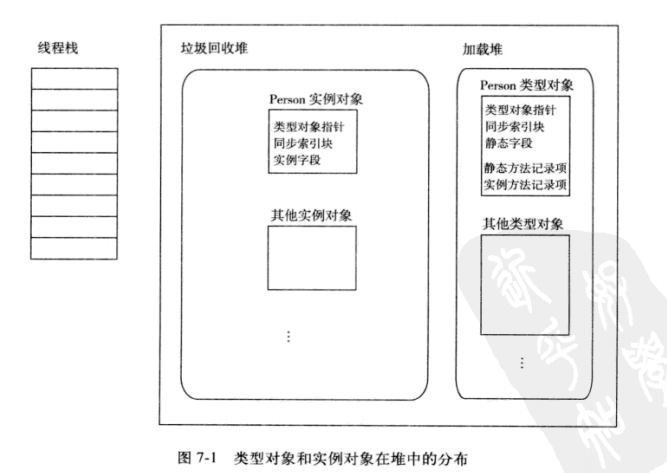 线程栈
垃圾回收堆
加载堆
Person 实例对象
类型对象指针
同步索引块
实例字段
其他实例对象
⋮
Person 类型对象
类型对象指针
同步索引块
静态字段
静态方法记录项
实例方法记录项
其他类型对象
⋮
图 7-1 类型对象和实例对象在堆中的分布